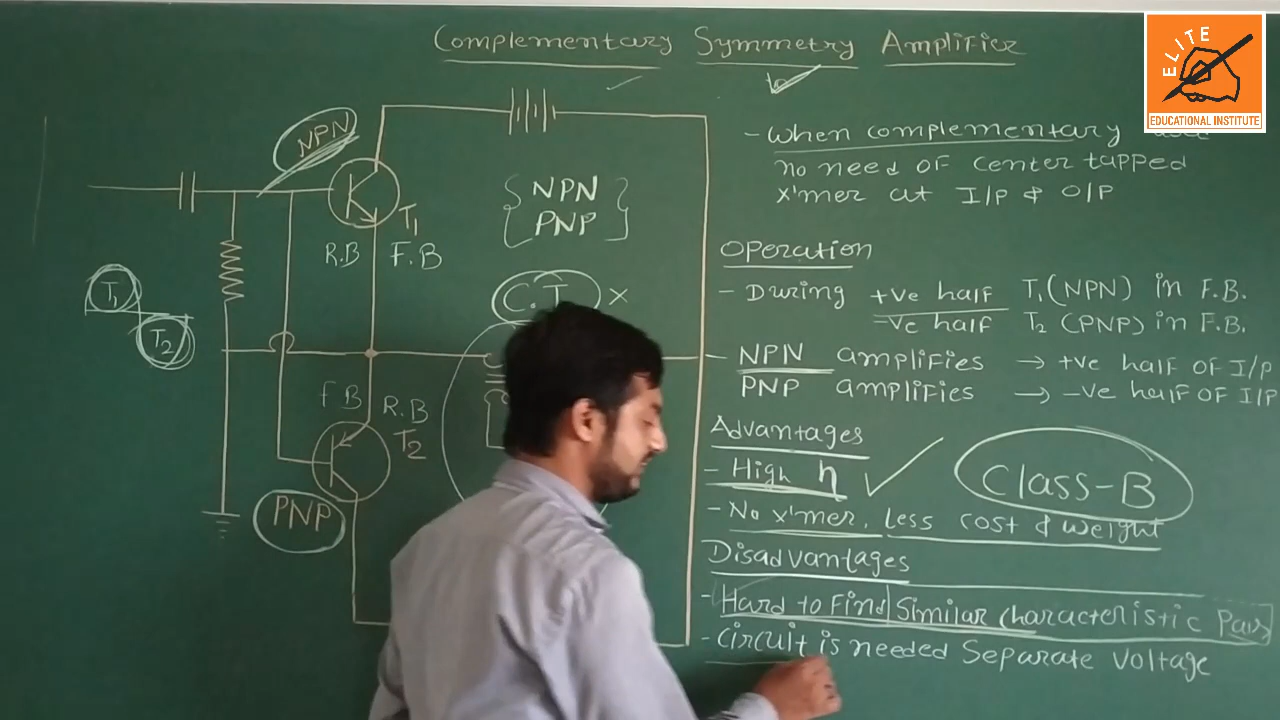 Complementary Symmetry Amplifier
ELITE
EDUCATIONAL INSTITUTE
NPN
T1
R.B F.B
{ NPN }
{ PNP }
C.T ×
T1
T2
F B R.B
T2
PNP
- When complementary
no need of center tapped
x'mer at I/P & O/P
Operation
- During +ve half T1(NPN) in F.B.
-ve half T2 (PNP) in F.B.
- NPN amplifies → +ve half of I/P
PNP amplifies → -ve half of I/P
Advantages
- High η
Class-B
- No x'mer, Less cost & weight
Disadvantages
- Hard to Find Similar characteristic Pair
- Circuit is needed Separate Voltage